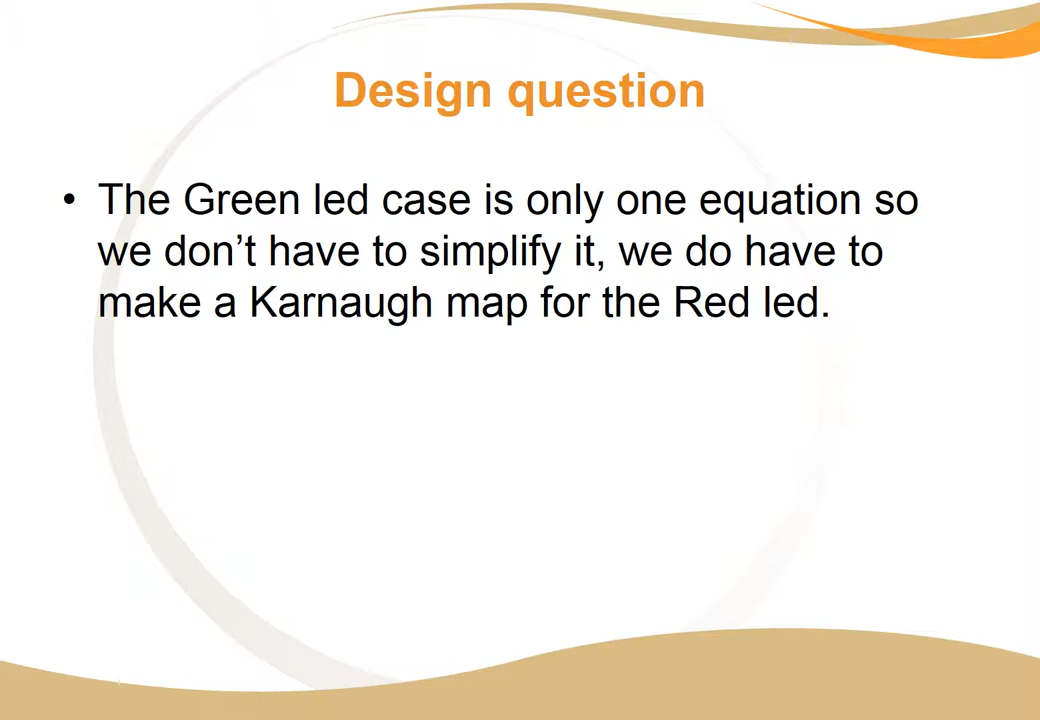 Design question
• The Green led case is only one equation so
we don’t have to simplify it, we do have to
make a Karnaugh map for the Red led.